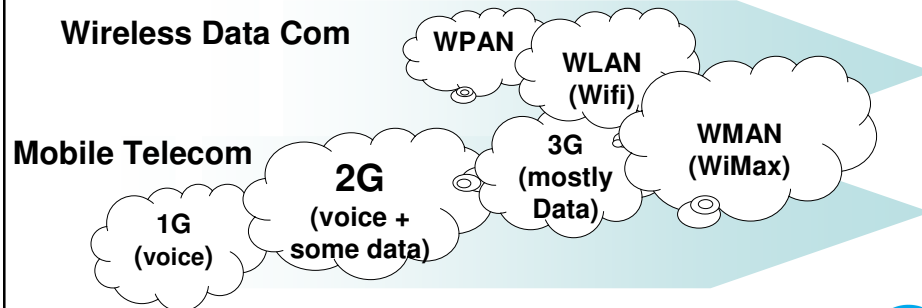 Wireless Data Com
WPAN
WLAN
(Wifi)
WMAN
(WiMax)
Mobile Telecom
1G
(voice)
2G
(voice +
some data)
3G
(mostly
Data)